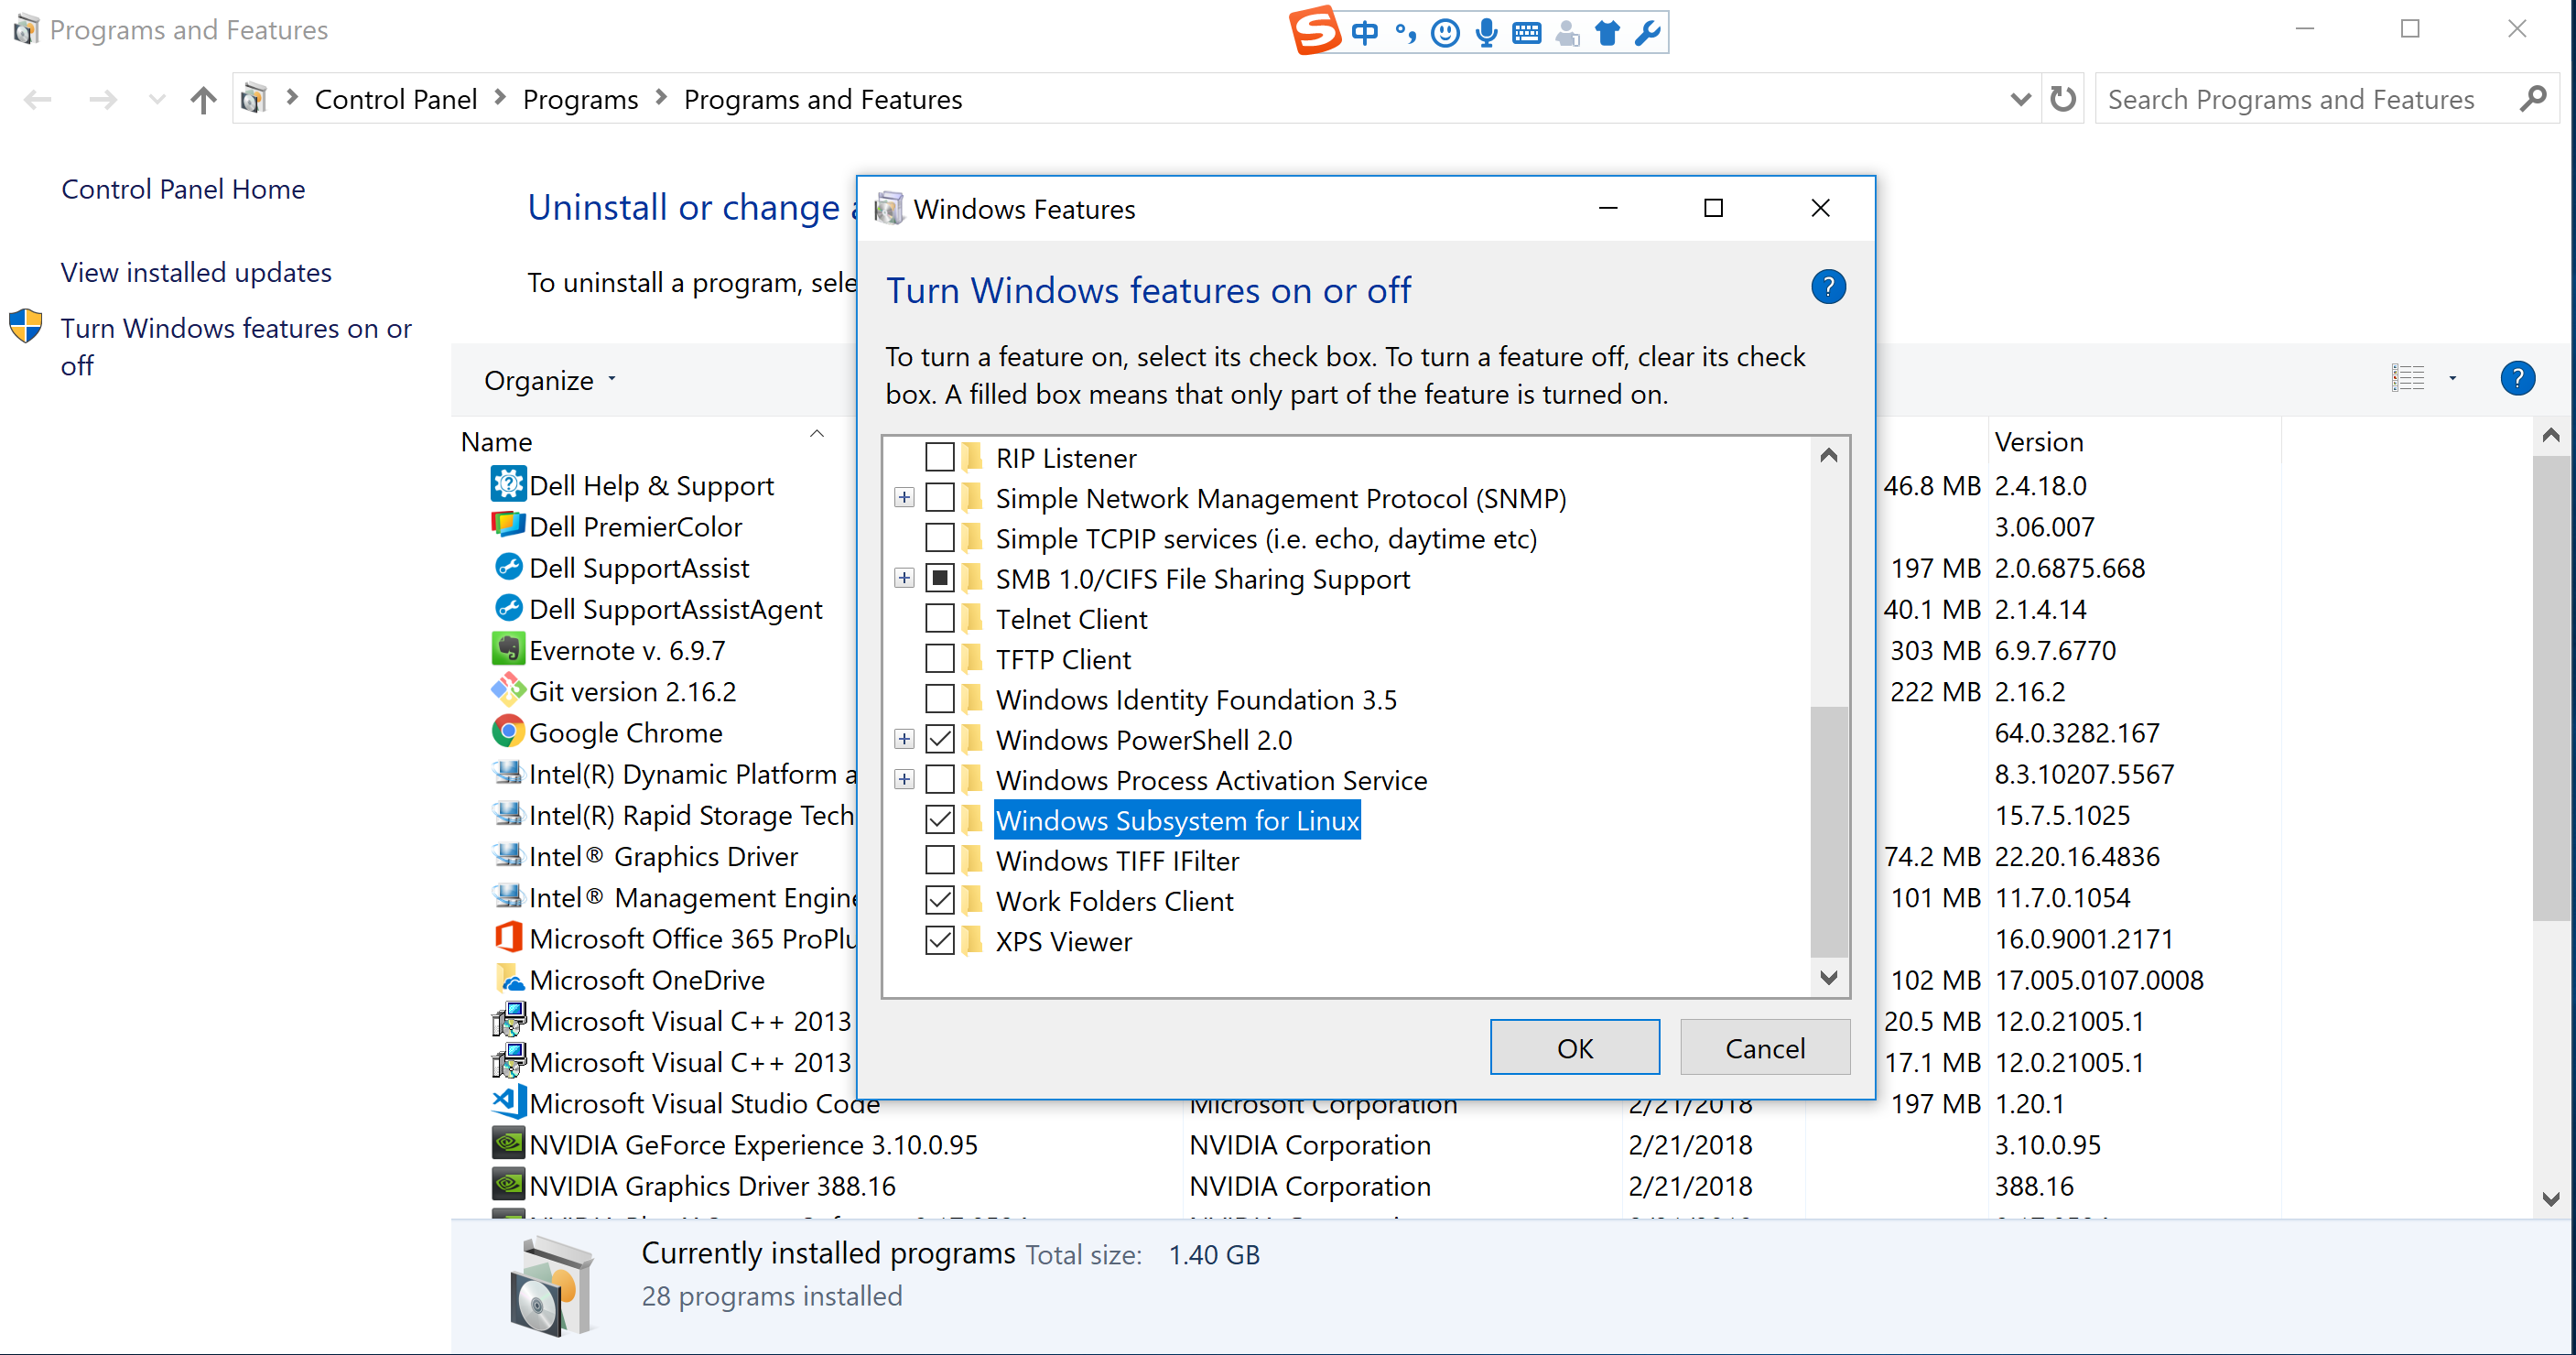 Programs and Features
中
Control Panel > Programs > Programs and Features
Search Programs and Features
Control Panel Home
View installed updates
Turn Windows features on or
off
Uninstall or change
To uninstall a program, sele
Organize
Name
Version
Dell Help & Support
46.8 MB 2.4.18.0
Dell PremierColor
3.06.007
Dell SupportAssist
197 MB 2.0.6875.668
Dell SupportAssistAgent
40.1 MB 2.1.4.14
Evernote v. 6.9.7
303 MB 6.9.7.6770
Git version 2.16.2
222 MB 2.16.2
Google Chrome
64.0.3282.167
Intel(R) Dynamic Platform a
8.3.10207.5567
Intel(R) Rapid Storage Tech
15.7.5.1025
Intel® Graphics Driver
74.2 MB 22.20.16.4836
Intel® Management Engine
101 MB 11.7.0.1054
Microsoft Office 365 ProPlu
16.0.9001.2171
Microsoft OneDrive
102 MB 17.005.0107.0008
Microsoft Visual C++ 2013
20.5 MB 12.0.21005.1
Microsoft Visual C++ 2013
17.1 MB 12.0.21005.1
Microsoft Visual Studio Code Microsoft Corporation 2/21/2018 197 MB 1.20.1
NVIDIA GeForce Experience 3.10.0.95 NVIDIA Corporation 2/21/2018 3.10.0.95
NVIDIA Graphics Driver 388.16 NVIDIA Corporation 2/21/2018 388.16
Currently installed programs Total size: 1.40 GB
28 programs installed
Windows Features
Turn Windows features on or off
To turn a feature on, select its check box. To turn a feature off, clear its check
box. A filled box means that only part of the feature is turned on.
RIP Listener
Simple Network Management Protocol (SNMP)
Simple TCPIP services (i.e. echo, daytime etc)
SMB 1.0/CIFS File Sharing Support
Telnet Client
TFTP Client
Windows Identity Foundation 3.5
Windows PowerShell 2.0
Windows Process Activation Service
Windows Subsystem for Linux
Windows TIFF IFilter
Work Folders Client
XPS Viewer
OK
Cancel